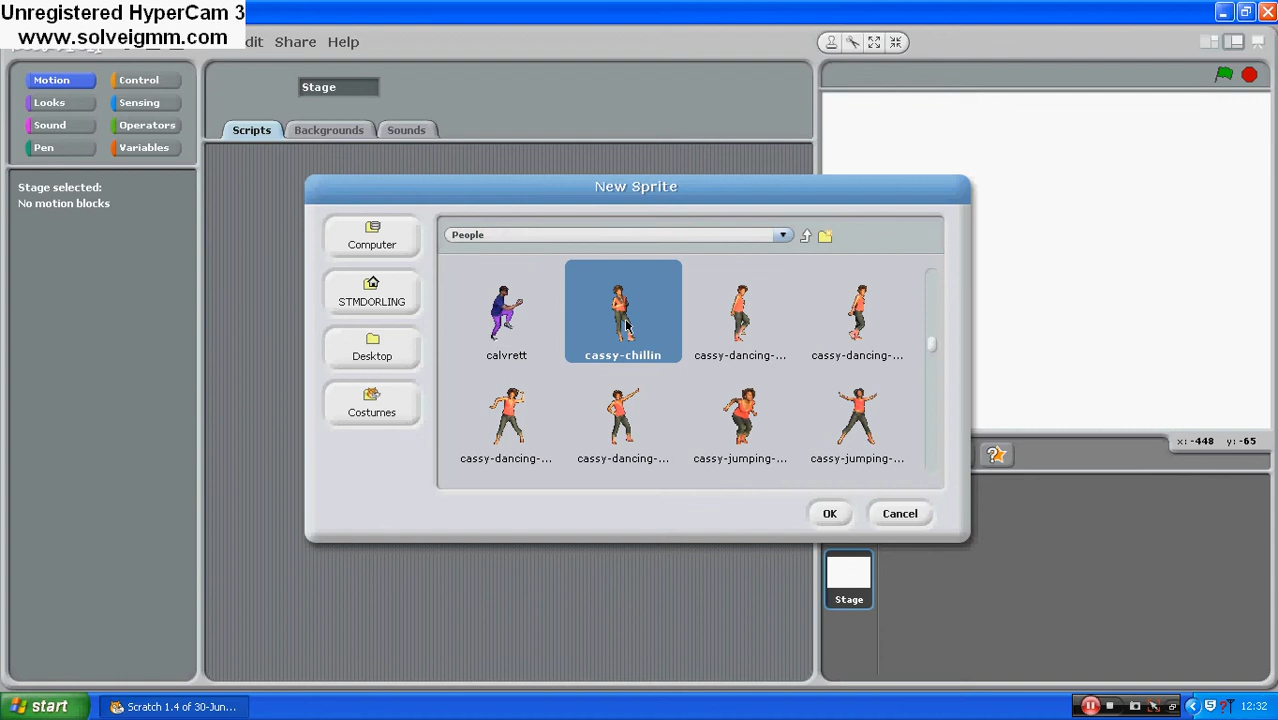 Unregistered HyperCam 3
www.solveigmm.com
Share
Help
Motion
Control
Looks
Sensing
Sound
Operators
Pen
Variables
Stage selected:
No motion blocks
Stage
Scripts
Backgrounds
Sounds
New Sprite
Computer
STMDORLING
Desktop
Costumes
People
calvrett
cassy-chillin
cassy-dancing-...
cassy-dancing-...
cassy-dancing-...
cassy-dancing-...
cassy-jumping-...
cassy-jumping-...
OK
Cancel
x: -448 y: -65
Stage
start
Scratch 1.4 of 30-Jun...
12:32